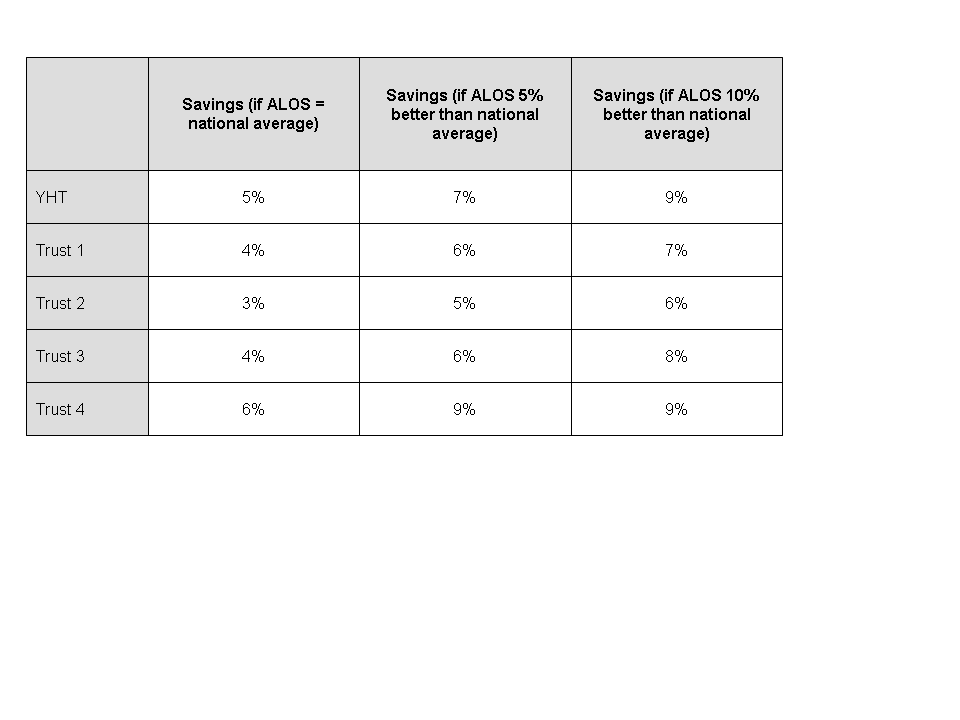 Savings (if ALOS =
national average)
Savings (if ALOS 5%
better than national
average)
Savings (if ALOS 10%
better than national
average)
YHT 5% 7% 9%
Trust 1 4% 6% 7%
Trust 2 3% 5% 6%
Trust 3 4% 6% 8%
Trust 4 6% 9% 9%